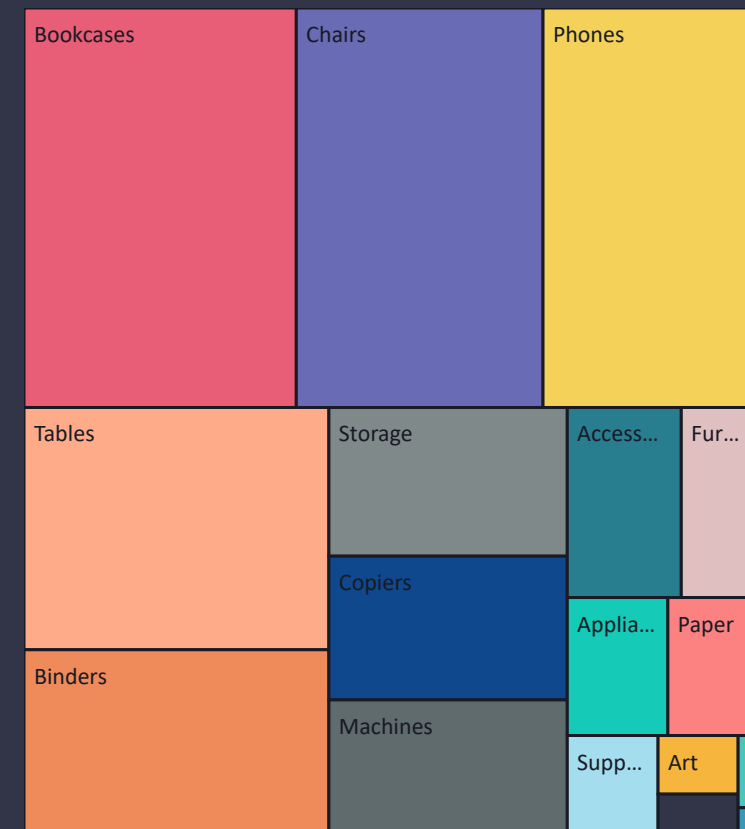 Bookcases
Chairs
Phones
Tables
Storage
Access...
Fur...
Copiers
Applia...
Paper
Binders
Machines
Supp...
Art